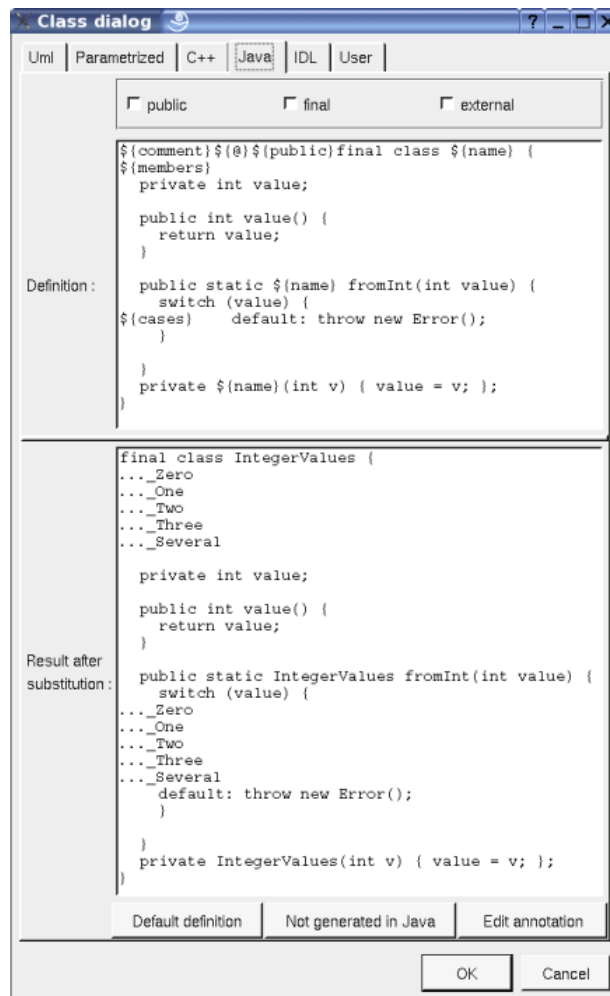 Class dialog
Uml Parametrized C++ Java IDL User
public final external
Definition :
${comment}${@}${public}final class ${name} {
${members}
  private int value;
  public int value() {
    return value;
  }
  public static ${name} fromInt(int value) {
    switch (value) {
${cases}    default: throw new Error();
    }
  }
  private ${name}(int v) { value = v; };
}
Result after
substitution :
final class IntegerValues {
..._Zero
..._One
..._Two
..._Three
..._Several
  private int value;
  public int value() {
    return value;
  }
  public static IntegerValues fromInt(int value) {
    switch (value) {
..._Zero
..._One
..._Two
..._Three
..._Several
    default: throw new Error();
    }
  }
  private IntegerValues(int v) { value = v; };
}
Default definition Not generated in Java Edit annotation
OK Cancel